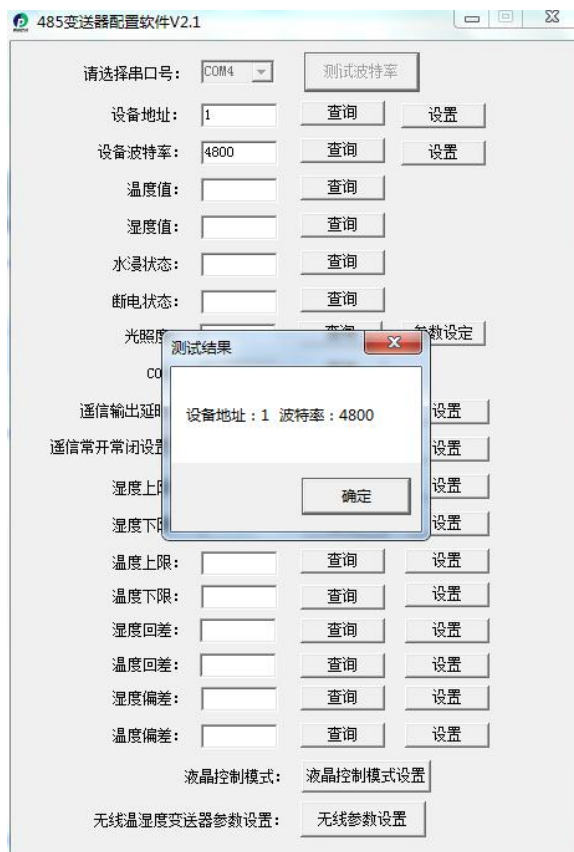 485变送器配置软件V2.1
请选择串口号： COM4 测试波特率
设备地址： 1 查询 设置
设备波特率： 4800 查询 设置
温度值： 查询
湿度值： 查询
水浸状态： 查询
断电状态： 查询
光照度 查询 参数设定
测试结果
CO
设备地址：1 波特率：4800
确定
遥信输出延时 设置
遥信常开常闭设置 设置
湿度上限 设置
湿度下限 设置
温度上限： 查询 设置
温度下限： 查询 设置
湿度回差： 查询 设置
温度回差： 查询 设置
湿度偏差： 查询 设置
温度偏差： 查询 设置
液晶控制模式： 液晶控制模式设置
无线温湿度变送器参数设置： 无线参数设置